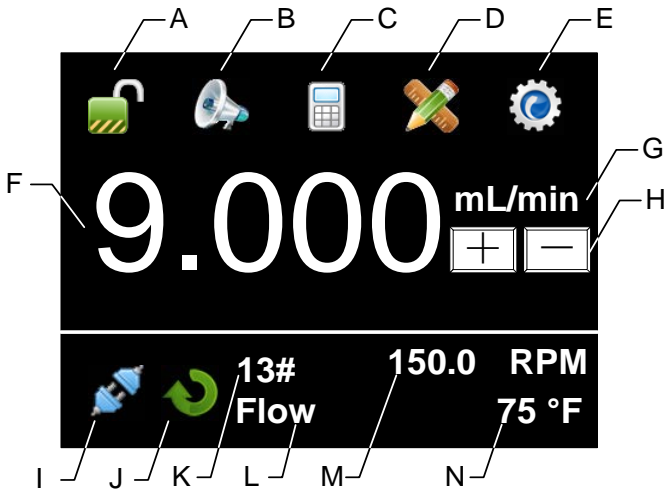 A B C D E
F 9.000 mL/min G
+ − H
13# 150.0 RPM
Flow 75 °F
I J K L M N